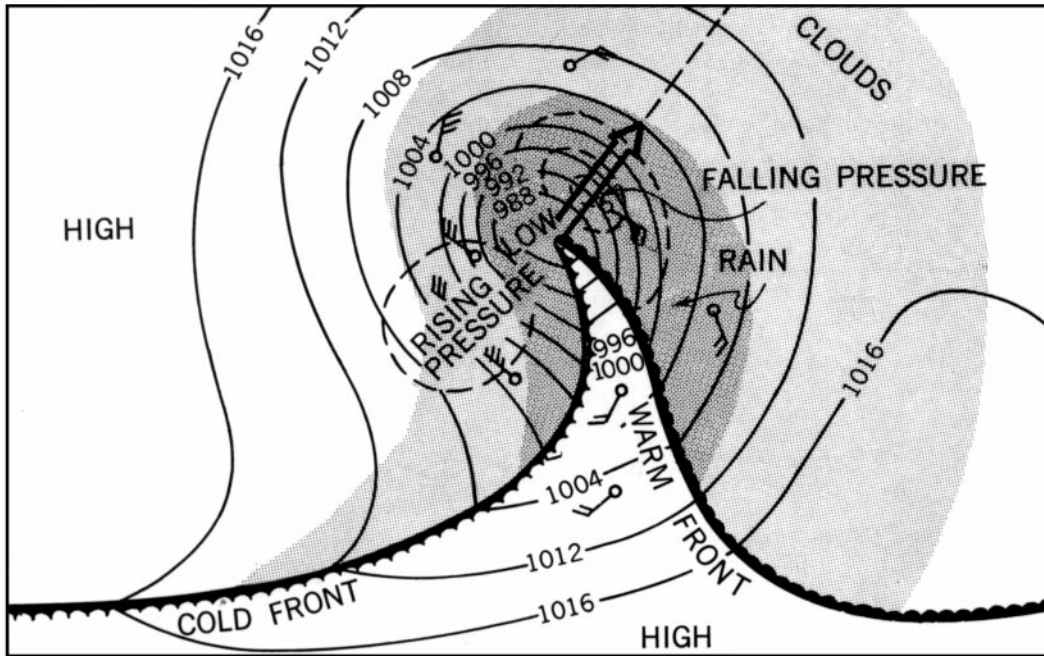 1016
1012
1008
CLOUDS
1004
1000
996
992
988
LOW
FALLING PRESSURE
HIGH
RAIN
RISING
PRESSURE
996
1000
1016
WARM
FRONT
1004
1012
COLD FRONT
1016
HIGH